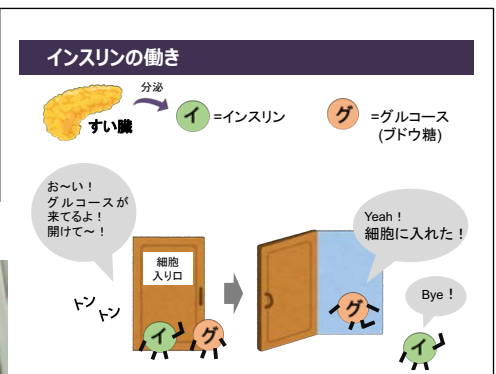 インスリンの働き
分泌
すい臓
イ
=インスリン
グ
=グルコース
(ブドウ糖)
お～い！
グルコースが
来てるよ！
開けて～！
トン
トン
細胞
入り口
イ
グ
Yeah！
細胞に入れた！
グ
Bye！
イ